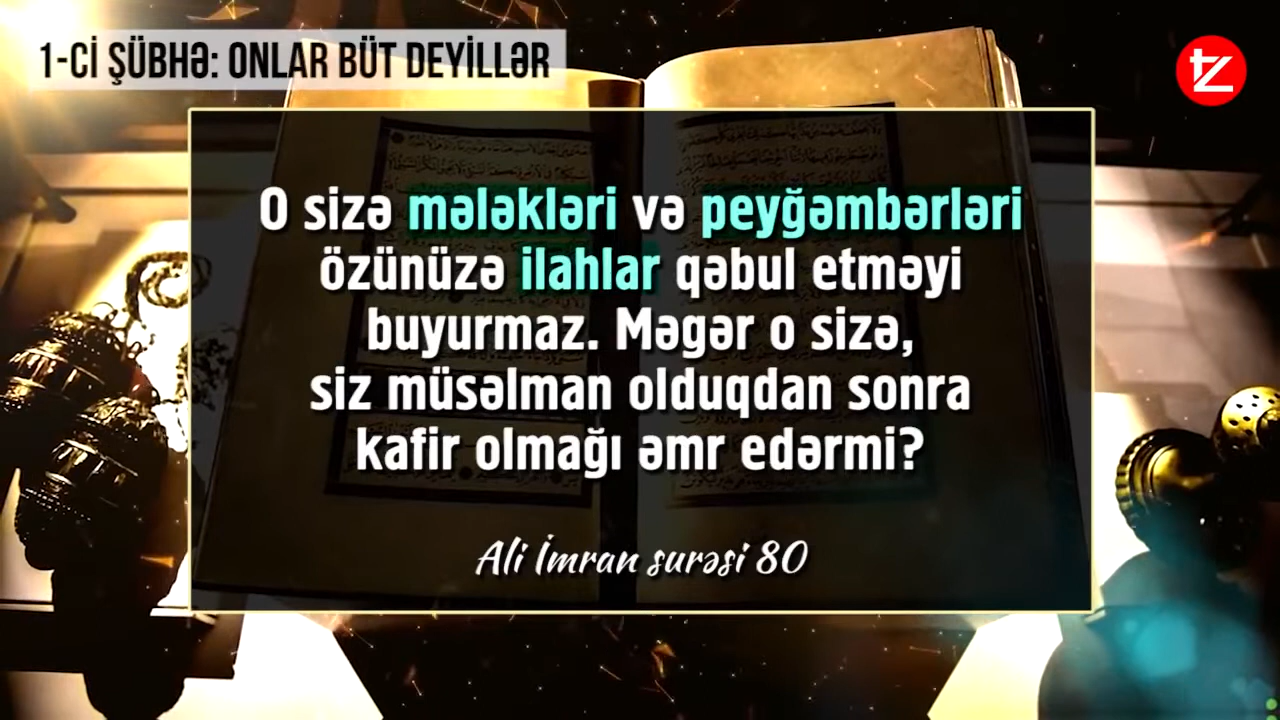 1-Cİ ŞÜBHƏ: ONLAR BÜT DEYİLLƏR
O sizə mələkləri və peyğəmbərləri
özünüzə ilahlar qəbul etməyi
buyurmaz. Məgər o sizə,
siz müsəlman olduqdan sonra
kafir olmağı əmr edərmi?
Ali İmran surəsi 80